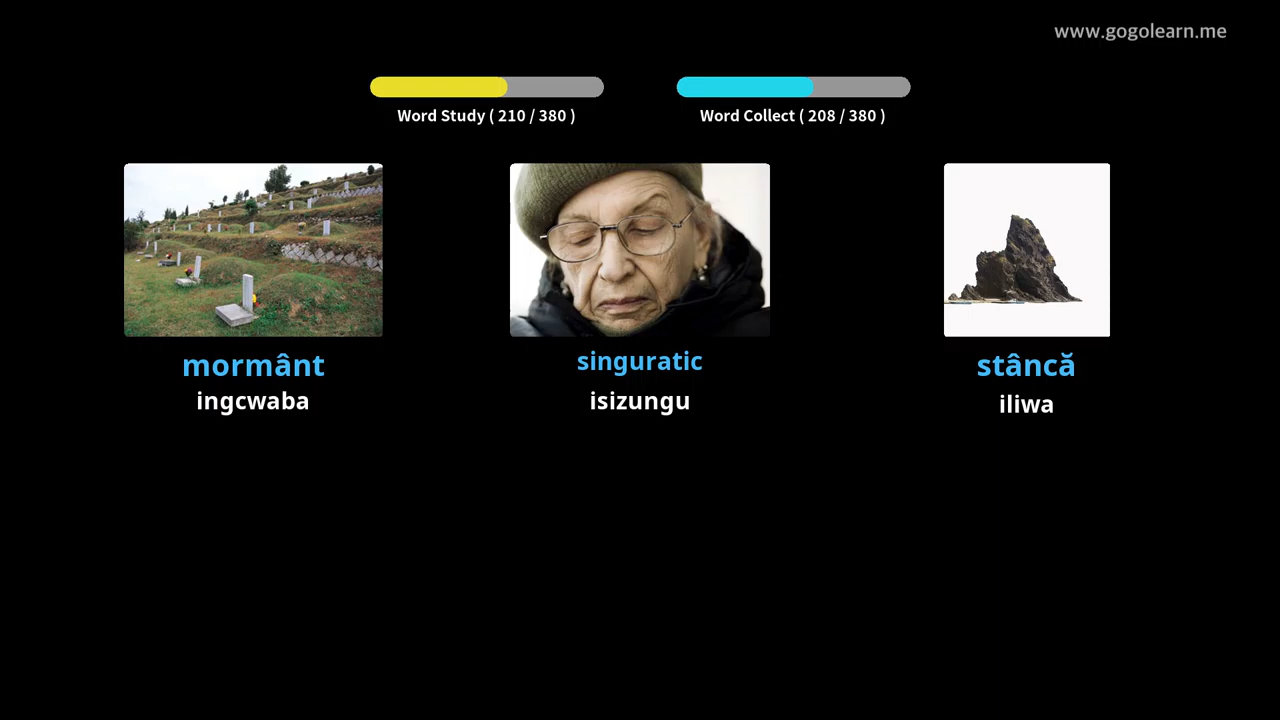 www.gogolearn.me
Word Study ( 210 / 380 )
Word Collect ( 208 / 380 )
mormânt
ingcwaba
singuratic
isizungu
stâncă
iliwa